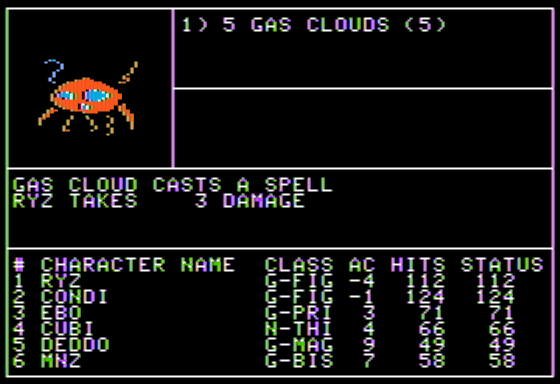 1) 5 GAS CLOUDS (5)
GAS CLOUD CASTS A SPELL
RYZ TAKES 3 DAMAGE
# CHARACTER NAME CLASS AC HITS STATUS
1 RYZ G-FIG -4 112 112
2 CONDI G-FIG -1 124 124
3 EBO G-PRI 3 71 71
4 CUBI N-THI 4 66 66
5 DEDDO G-MAG 9 49 49
6 MNZ G-BIS 7 58 58